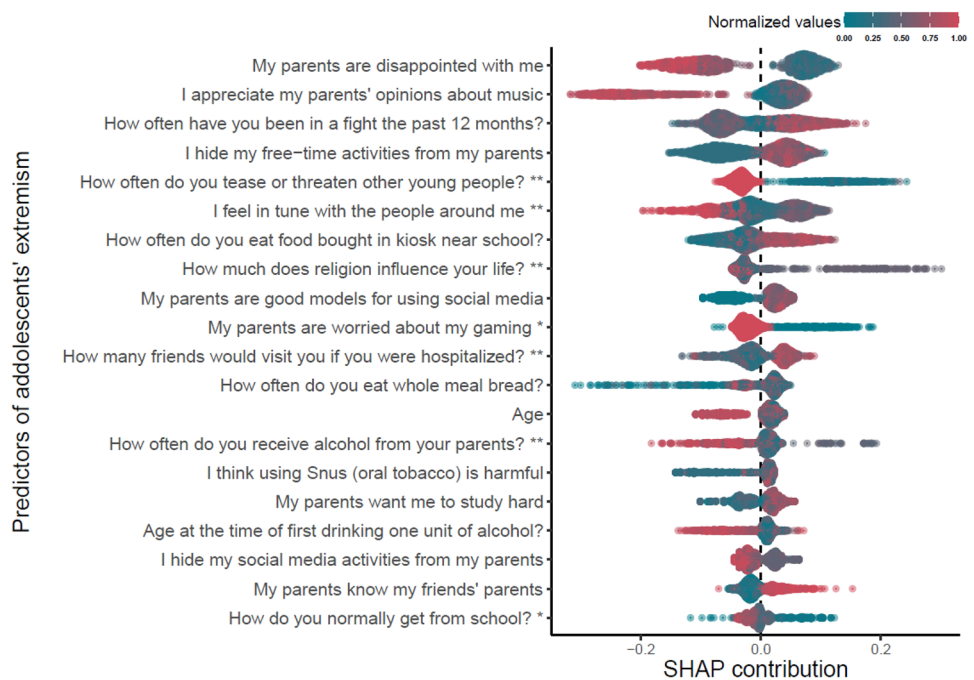 Normalized values
0.00 0.25 0.50 0.75 1.00
Predictors of addolescents' extremism
My parents are disappointed with me
I appreciate my parents' opinions about music
How often have you been in a fight the past 12 months?
I hide my free−time activities from my parents
How often do you tease or threaten other young people? **
I feel in tune with the people around me **
How often do you eat food bought in kiosk near school?
How much does religion influence your life? **
My parents are good models for using social media
My parents are worried about my gaming *
How many friends would visit you if you were hospitalized? **
How often do you eat whole meal bread?
Age
How often do you receive alcohol from your parents? **
I think using Snus (oral tobacco) is harmful
My parents want me to study hard
Age at the time of first drinking one unit of alcohol?
I hide my social media activities from my parents
My parents know my friends' parents
How do you normally get from school? *
−0.2 0.0 0.2
SHAP contribution